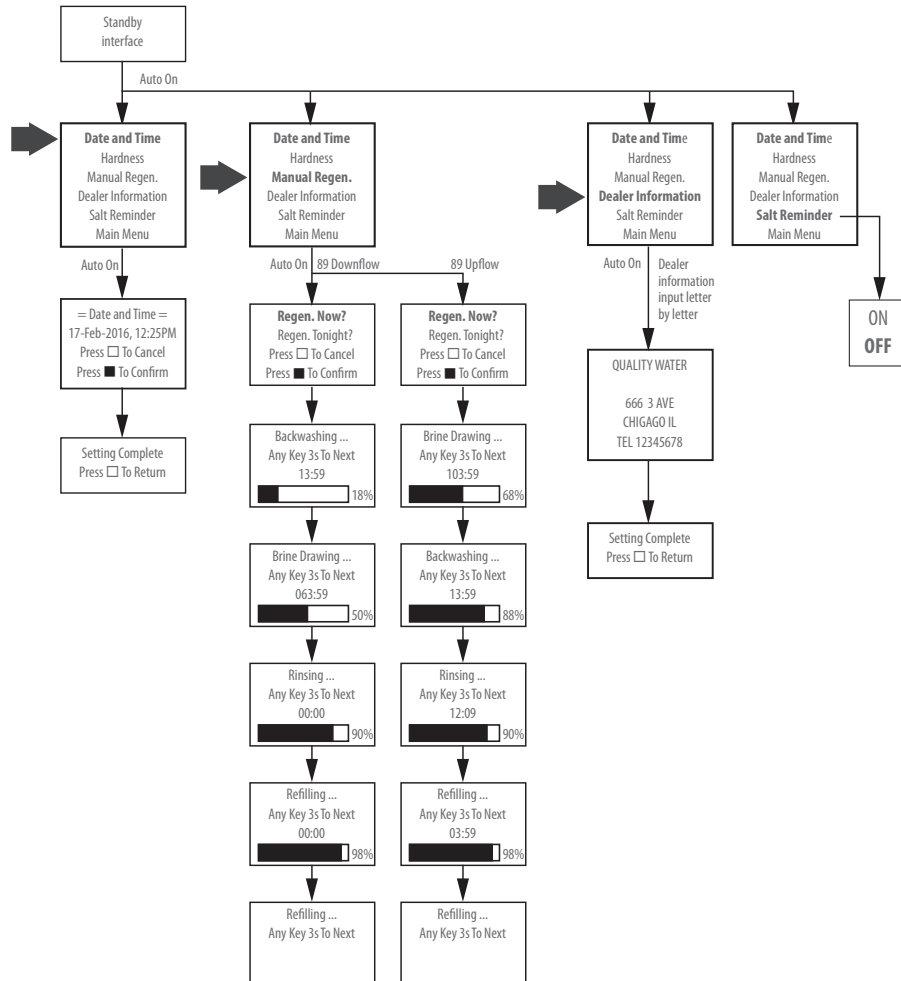 Standby
interface
Auto On
Date and Time
Hardness
Manual Regen.
Dealer Information
Salt Reminder
Main Menu
Auto On
= Date and Time =
17-Feb-2016, 12:25PM
Press □ To Cancel
Press ■ To Confirm
Setting Complete
Press □ To Return
Date and Time
Hardness
Manual Regen.
Dealer Information
Salt Reminder
Main Menu
Auto On
89 Downflow
89 Upflow
Regen. Now?
Regen. Tonight?
Press □ To Cancel
Press ■ To Confirm
Backwashing ...
Any Key 3s To Next
13:59
18%
Brine Drawing ...
Any Key 3s To Next
063:59
50%
Rinsing ...
Any Key 3s To Next
00:00
90%
Refilling ...
Any Key 3s To Next
00:00
98%
Refilling ...
Any Key 3s To Next
Regen. Now?
Regen. Tonight?
Press □ To Cancel
Press ■ To Confirm
Brine Drawing ...
Any Key 3s To Next
103:59
68%
Backwashing ...
Any Key 3s To Next
13:59
88%
Rinsing ...
Any Key 3s To Next
12:09
90%
Refilling ...
Any Key 3s To Next
03:59
98%
Refilling ...
Any Key 3s To Next
Date and Time
Hardness
Manual Regen.
Dealer Information
Salt Reminder
Main Menu
Auto On
Dealer
information
input letter
by letter
QUALITY WATER
666 3 AVE
CHIGAGO IL
TEL 12345678
Setting Complete
Press □ To Return
Date and Time
Hardness
Manual Regen.
Dealer Information
Salt Reminder
Main Menu
ON
OFF